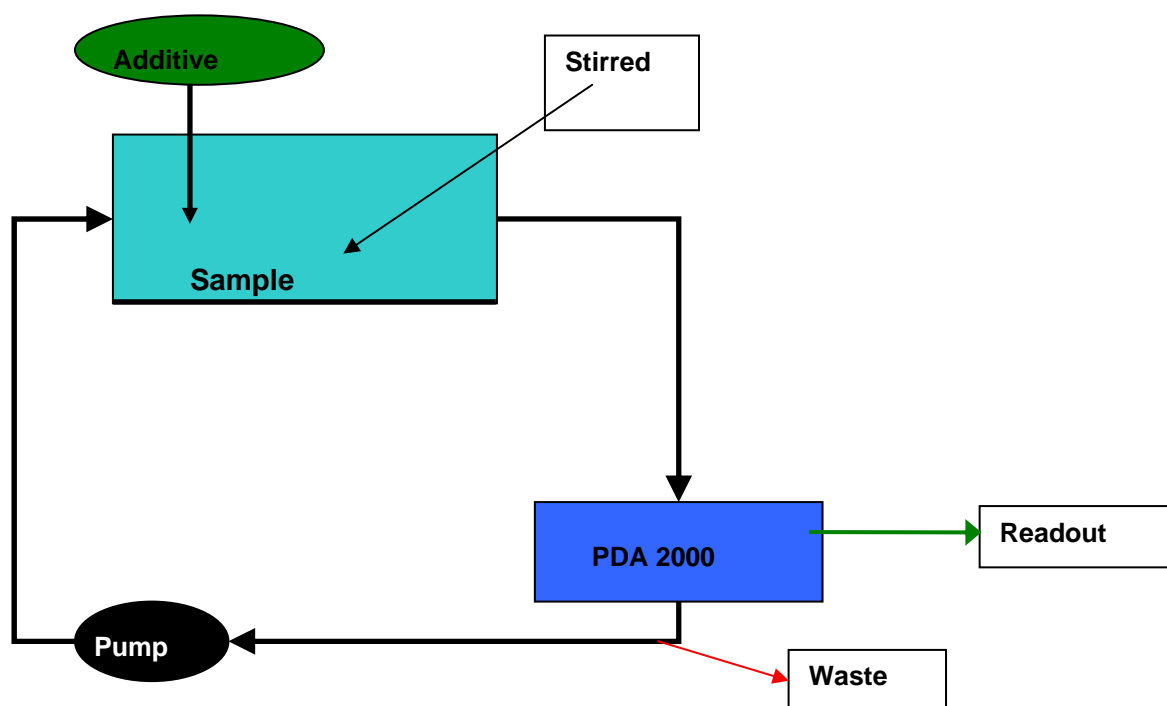 Additive
Stirred
Sample
PDA 2000
Readout
Pump
Waste